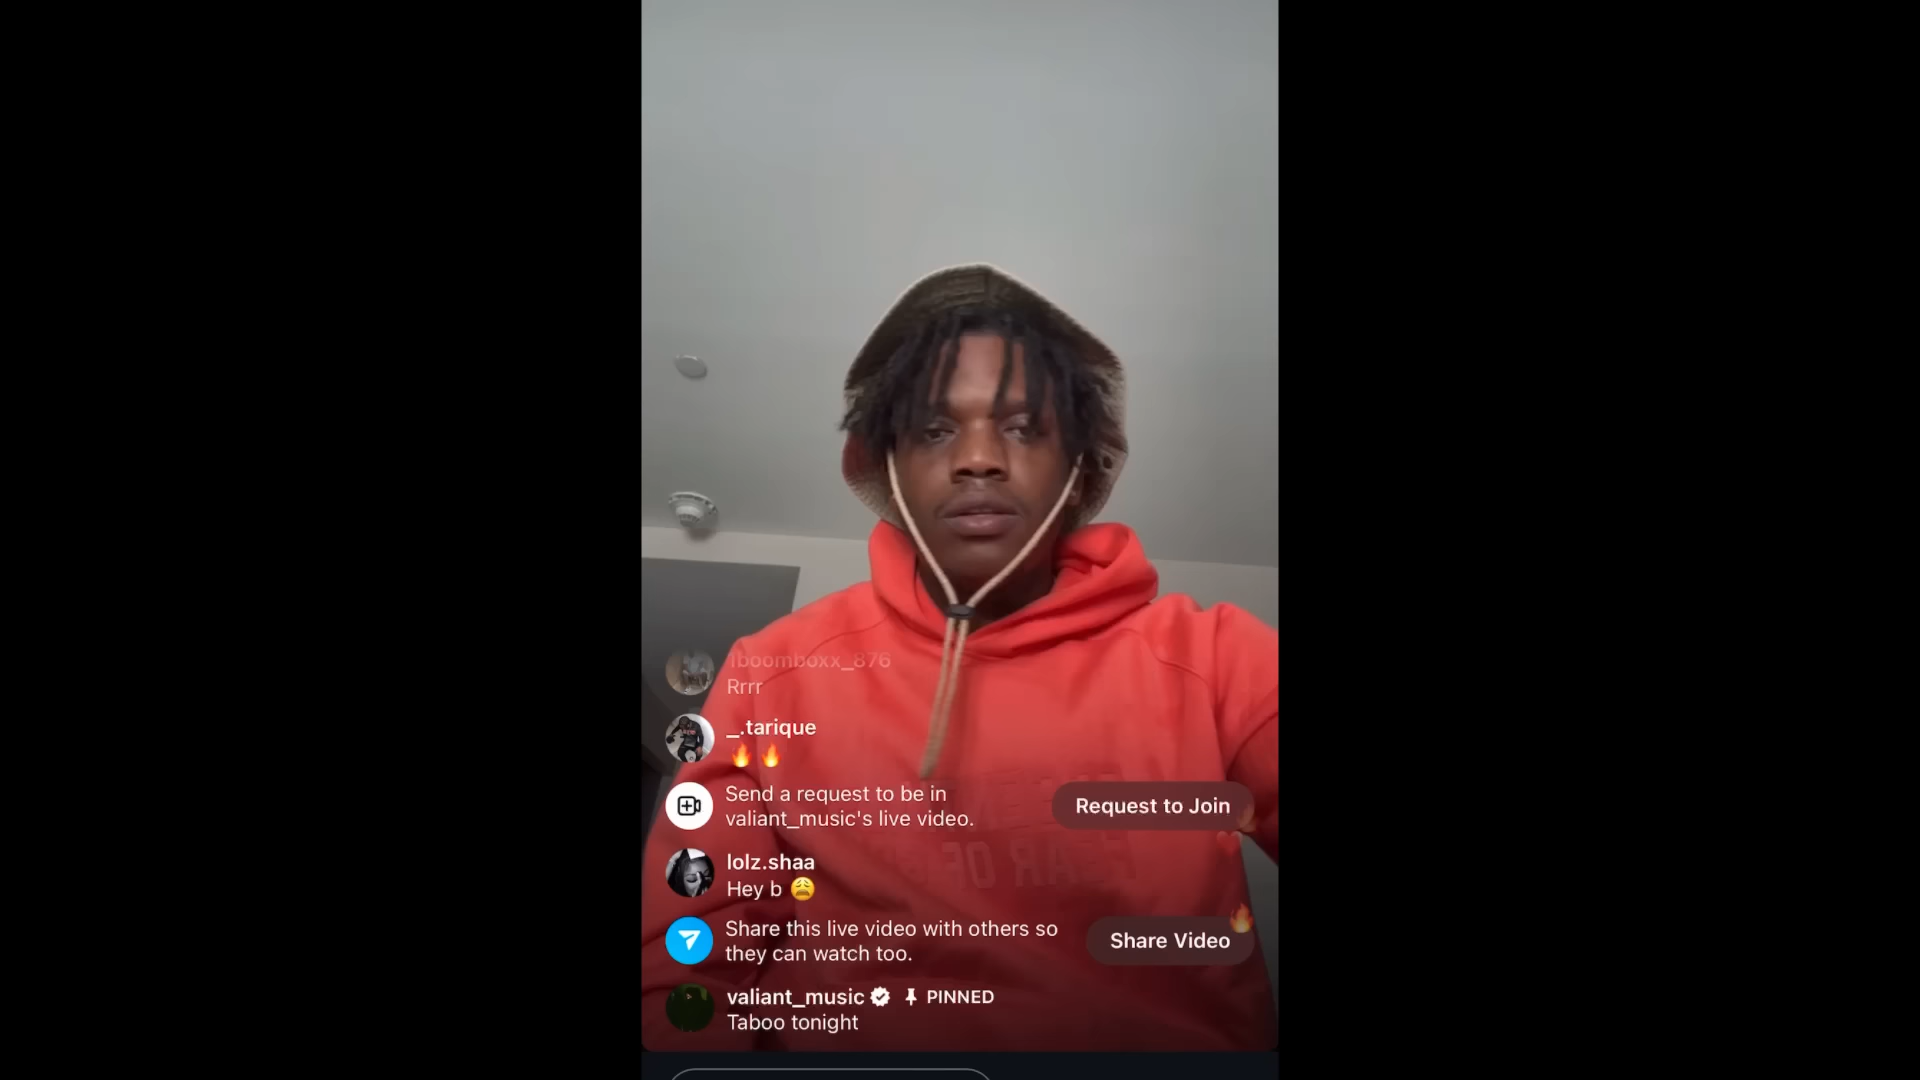 1boomboxx_876
Rrrr
_.tarique
🔥🔥
Send a request to be in
valiant_music's live video.
Request to Join
lolz.shaa
Hey b 😩
Share this live video with others so
they can watch too.
Share Video
valiant_music PINNED
Taboo tonight